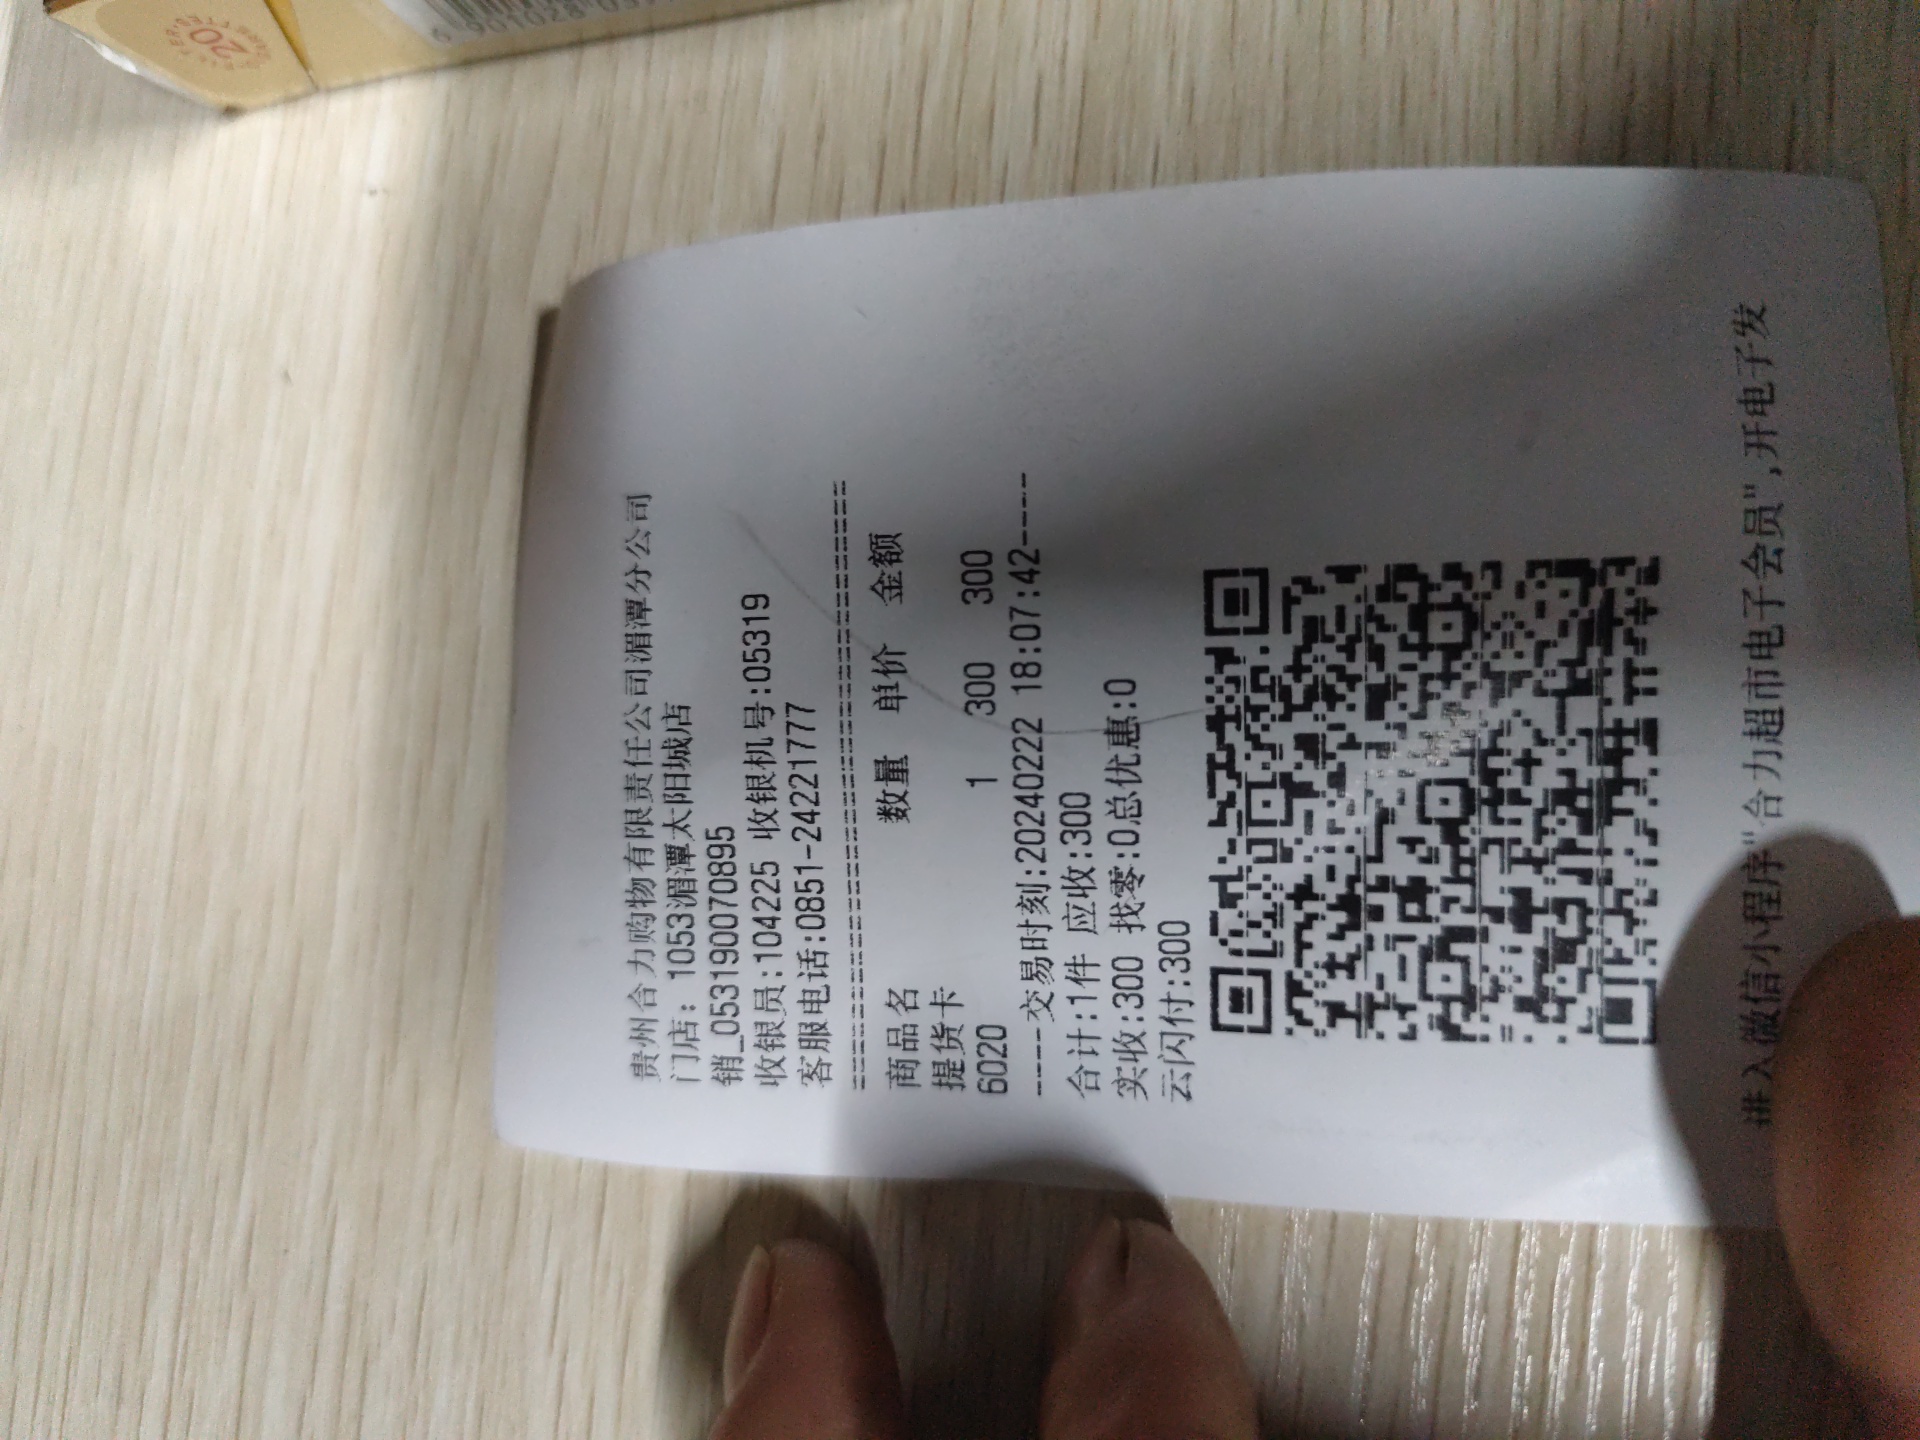 贵州合力购物有限责任公司湄潭分公司
门店: 1053湄潭太阳城店
销_053190070895
收银员:104225 收银机号:05319
客服电话:0851-24221777
================================
商品名 数量 单价 金额
提货卡
6020 1 300 300
----交易时刻:20240222 18:07:42----
合计:1件 应收:300
实收:300 找零:0总优惠:0
云闪付:300
进入微信小程序"合力超市电子会员",开电子发
20